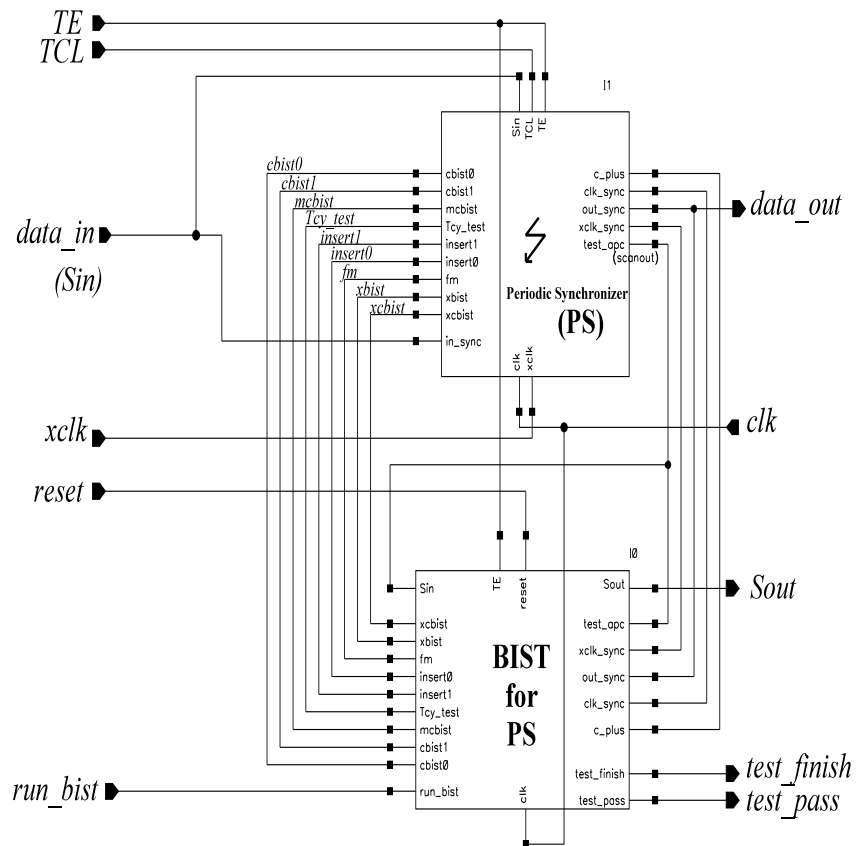 TE
TCL
I1
Sin
TCL
TE
cbist0
cbist1
mcbist
Tcy_test
insert1
insert0
fm
xbist
xcbist
cbist0
cbist1
mcbist
Tcy_test
insert1
insert0
fm
xbist
xcbist
in_sync
c_plus
clk_sync
out_sync
xclk_sync
test_apc
(scanout)
data_out
data_in
(Sin)
Periodic Synchronizer
(PS)
clk
xclk
xclk
clk
reset
I0
TE
reset
Sin
xcbist
xbist
fm
insert0
insert1
Tcy_test
mcbist
cbist1
cbist0
run_bist
BIST
for
PS
Sout
test_apc
xclk_sync
out_sync
clk_sync
c_plus
test_finish
test_pass
clk
Sout
run_bist
test_finish
test_pass